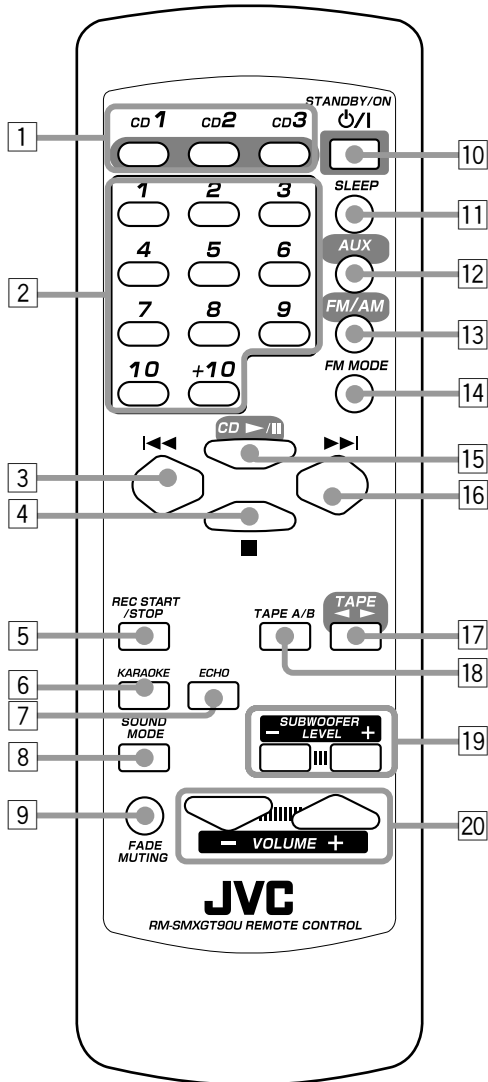 STANDBY/ON
CD 1 CD2 CD3 ⏻/I
1
10
SLEEP
1 2 3
11
AUX
4 5 6
12
2
FM/AM
7 8 9
13
FM MODE
10 +10
14
CD ►/II
I◄◄ ►►I
15
3
16
4
■
REC START
/STOP
TAPE A/B
TAPE
◄ ►
5
17
18
KARAOKE
ECHO
6
7
SOUND
MODE
SUBWOOFER
– LEVEL +
8
19
9
20
FADE
MUTING
– VOLUME +
JVC
RM-SMXGT90U REMOTE CONTROL